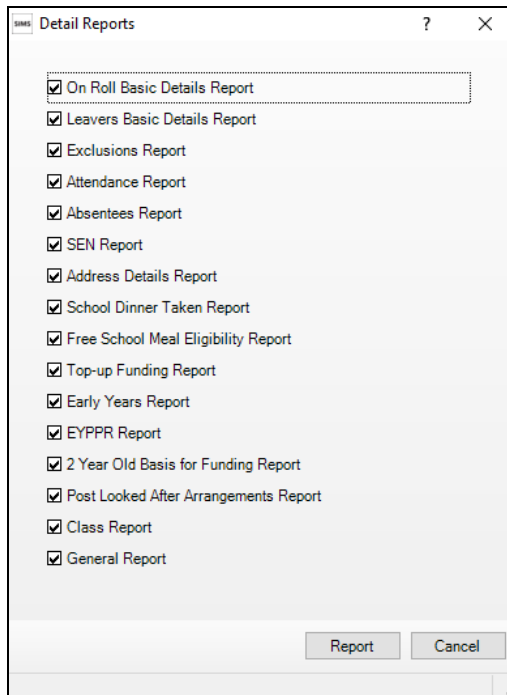 SIMS Detail Reports ?
On Roll Basic Details Report
Leavers Basic Details Report
Exclusions Report
Attendance Report
Absentees Report
SEN Report
Address Details Report
School Dinner Taken Report
Free School Meal Eligibility Report
Top-up Funding Report
Early Years Report
EYPPR Report
2 Year Old Basis for Funding Report
Post Looked After Arrangements Report
Class Report
General Report
Report Cancel